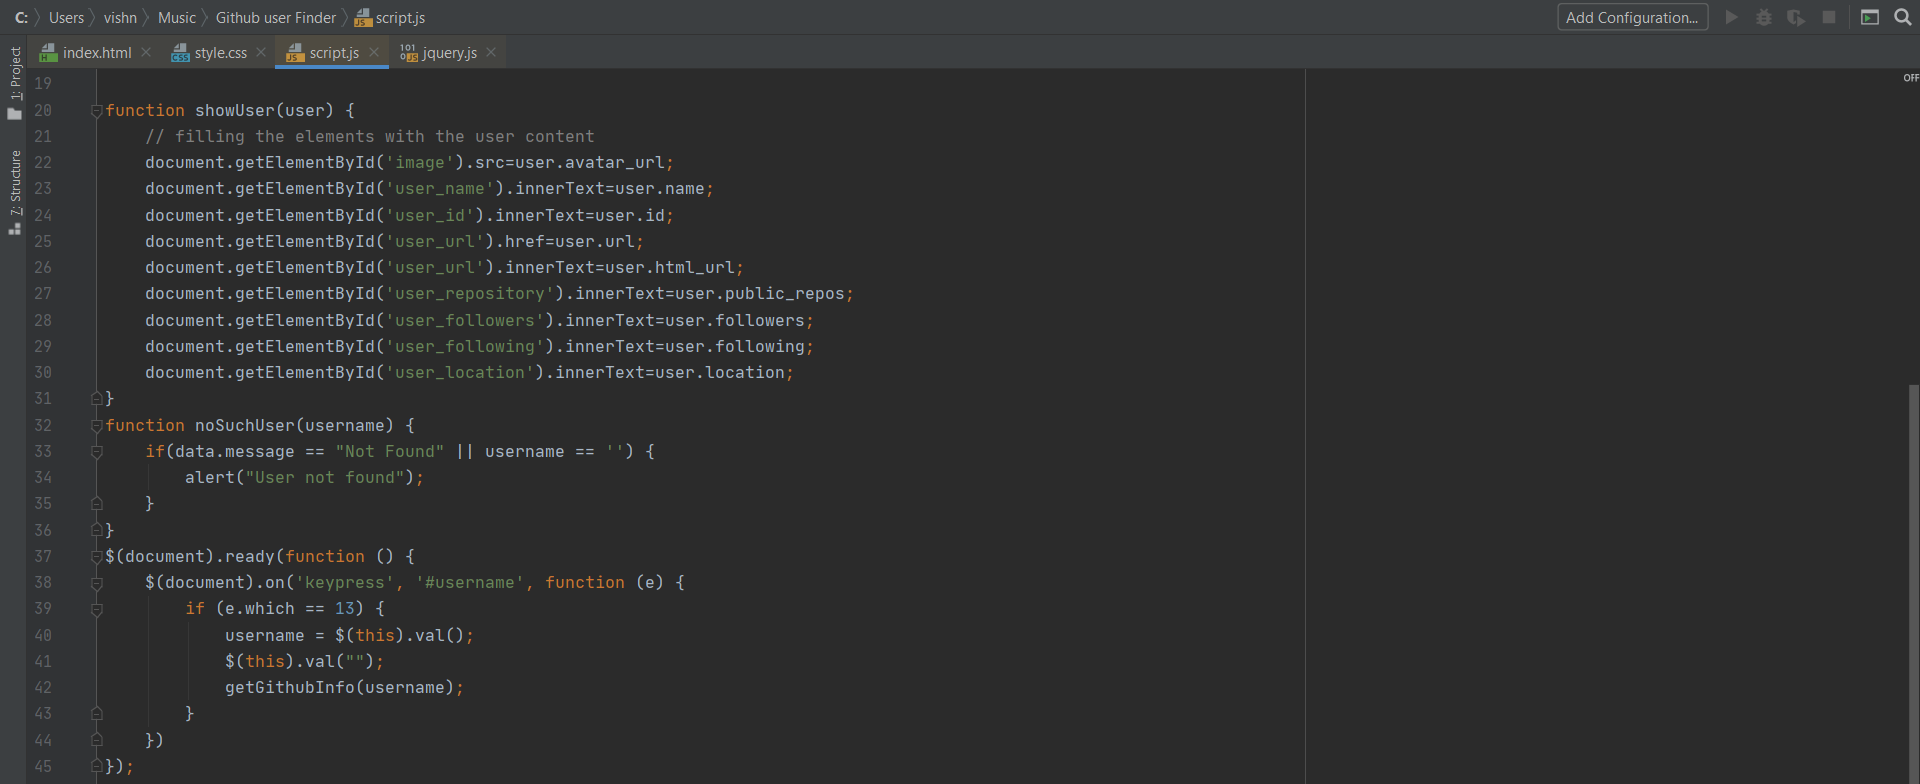 C: Users vishn Music Github user Finder script.js Add Configuration...
index.html style.css script.js jquery.js
1: Project
7: Structure
OFF
19
20 function showUser(user) {
21     // filling the elements with the user content
22     document.getElementById('image').src=user.avatar_url;
23     document.getElementById('user_name').innerText=user.name;
24     document.getElementById('user_id').innerText=user.id;
25     document.getElementById('user_url').href=user.url;
26     document.getElementById('user_url').innerText=user.html_url;
27     document.getElementById('user_repository').innerText=user.public_repos;
28     document.getElementById('user_followers').innerText=user.followers;
29     document.getElementById('user_following').innerText=user.following;
30     document.getElementById('user_location').innerText=user.location;
31 }
32 function noSuchUser(username) {
33     if(data.message == "Not Found" || username == '') {
34         alert("User not found");
35     }
36 }
37 $(document).ready(function () {
38     $(document).on('keypress', '#username', function (e) {
39         if (e.which == 13) {
40             username = $(this).val();
41             $(this).val("");
42             getGithubInfo(username);
43         }
44     })
45 });